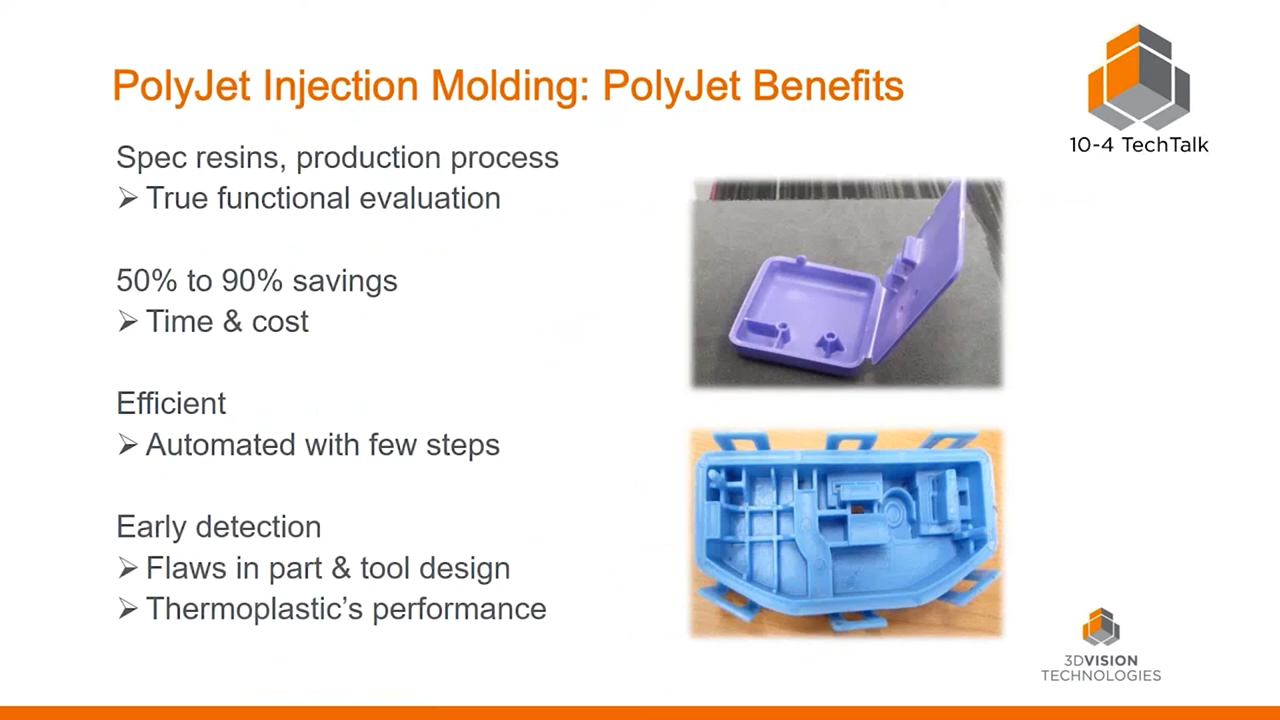 PolyJet Injection Molding: PolyJet Benefits
10-4 TechTalk
Spec resins, production process
➢ True functional evaluation
50% to 90% savings
➢ Time & cost
Efficient
➢ Automated with few steps
Early detection
➢ Flaws in part & tool design
➢ Thermoplastic’s performance
3DVISION
TECHNOLOGIES